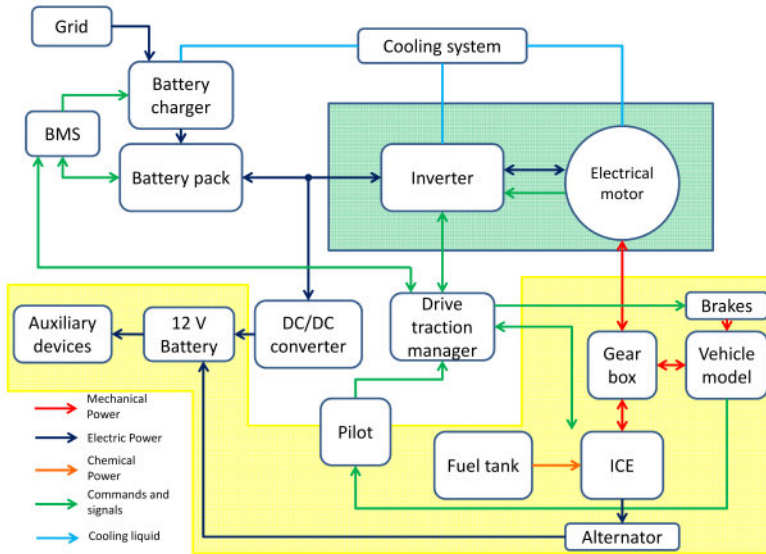 Grid
Cooling system
Battery
charger
BMS
Battery pack
Inverter
Electrical
motor
Auxiliary
devices
12 V
Battery
DC/DC
converter
Drive
traction
manager
Brakes
Gear
box
Vehicle
model
Pilot
Fuel tank
ICE
Alternator
Mechanical
Power
Electric Power
Chemical
Power
Commands and
signals
Cooling liquid